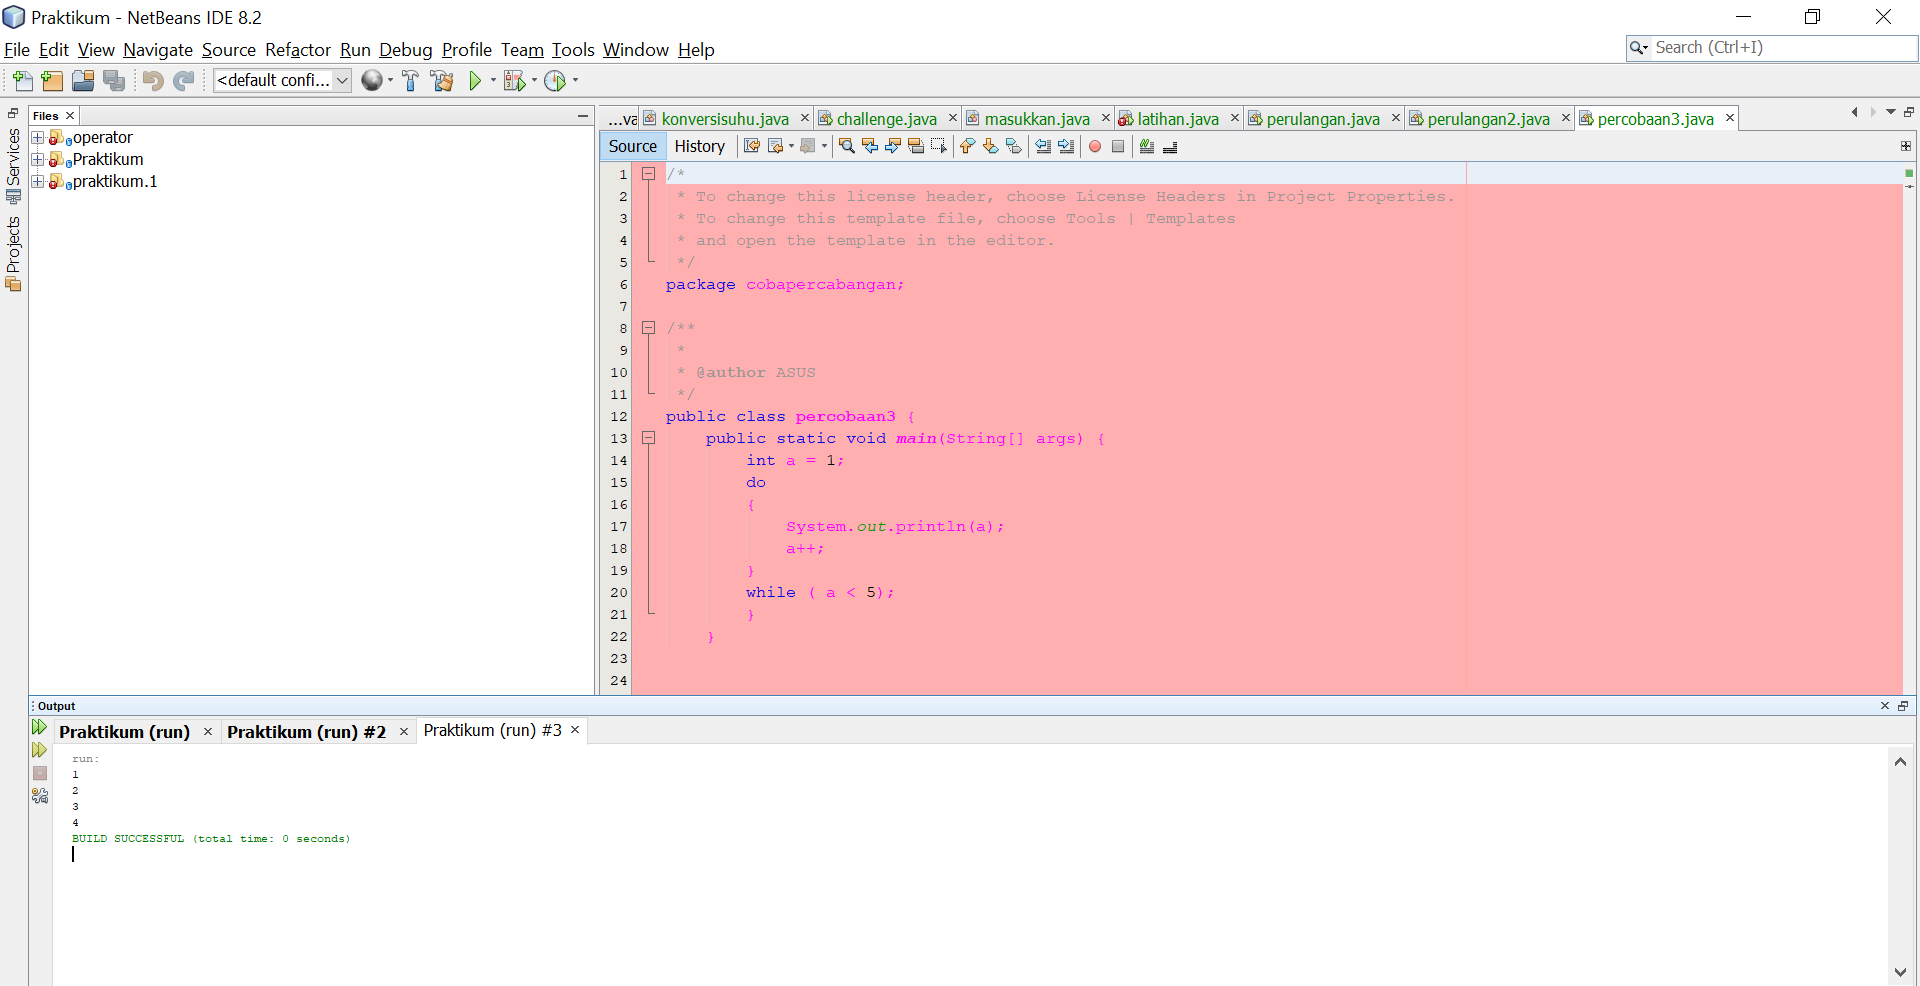 Praktikum - NetBeans IDE 8.2
File Edit View Navigate Source Refactor Run Debug Profile Team Tools Window Help
Search (Ctrl+I)
<default confi...
Files
operator
Praktikum
praktikum.1
Services
Projects
...va konversisuhu.java challenge.java masukkan.java latihan.java perulangan.java perulangan2.java percobaan3.java
Source History
1 /*
2 * To change this license header, choose License Headers in Project Properties.
3 * To change this template file, choose Tools | Templates
4 * and open the template in the editor.
5 */
6 package cobapercabangan;
7
8 /**
9 *
10 * @author ASUS
11 */
12 public class percobaan3 {
13 public static void main(String[] args) {
14 int a = 1;
15 do
16 {
17 System.out.println(a);
18 a++;
19 }
20 while ( a < 5);
21 }
22 }
23
24
Output
Praktikum (run) Praktikum (run) #2 Praktikum (run) #3
run:
1
2
3
4
BUILD SUCCESSFUL (total time: 0 seconds)